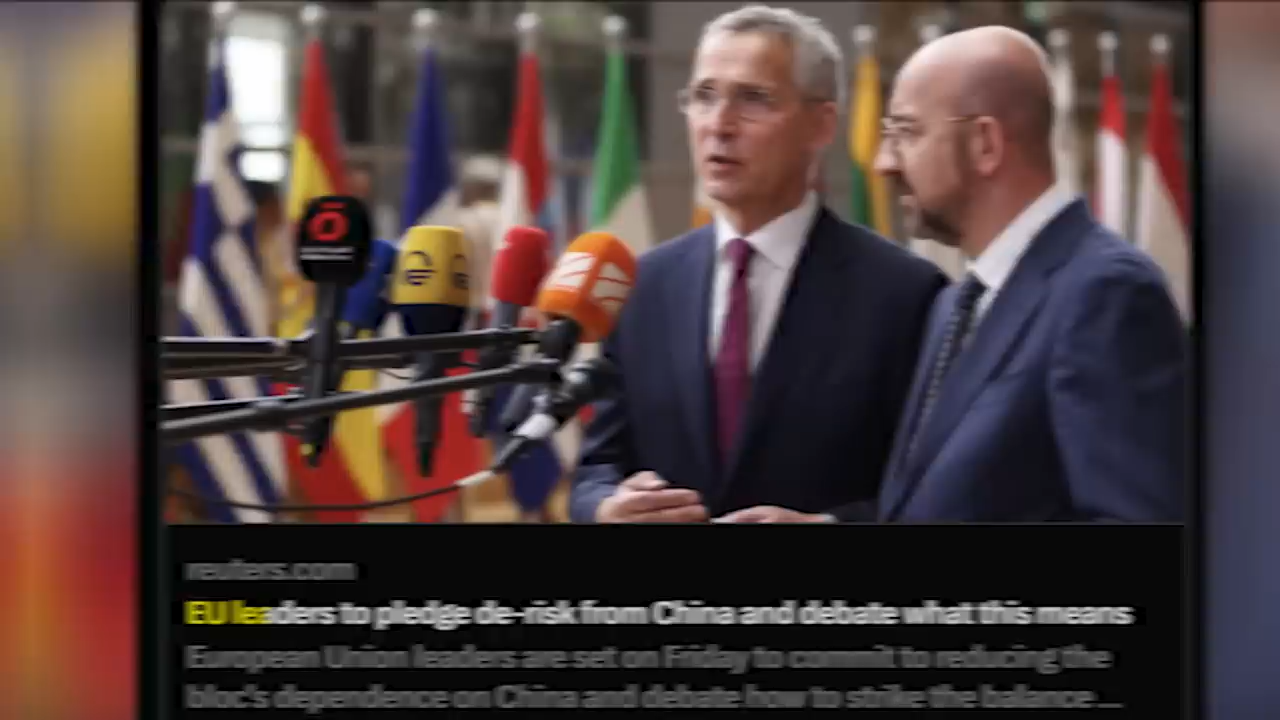 reuters.com
EU leaders to pledge de-risk from China and debate what this means
European Union leaders are set on Friday to commit to reducing the
bloc's dependence on China and debate how to strike the balance...